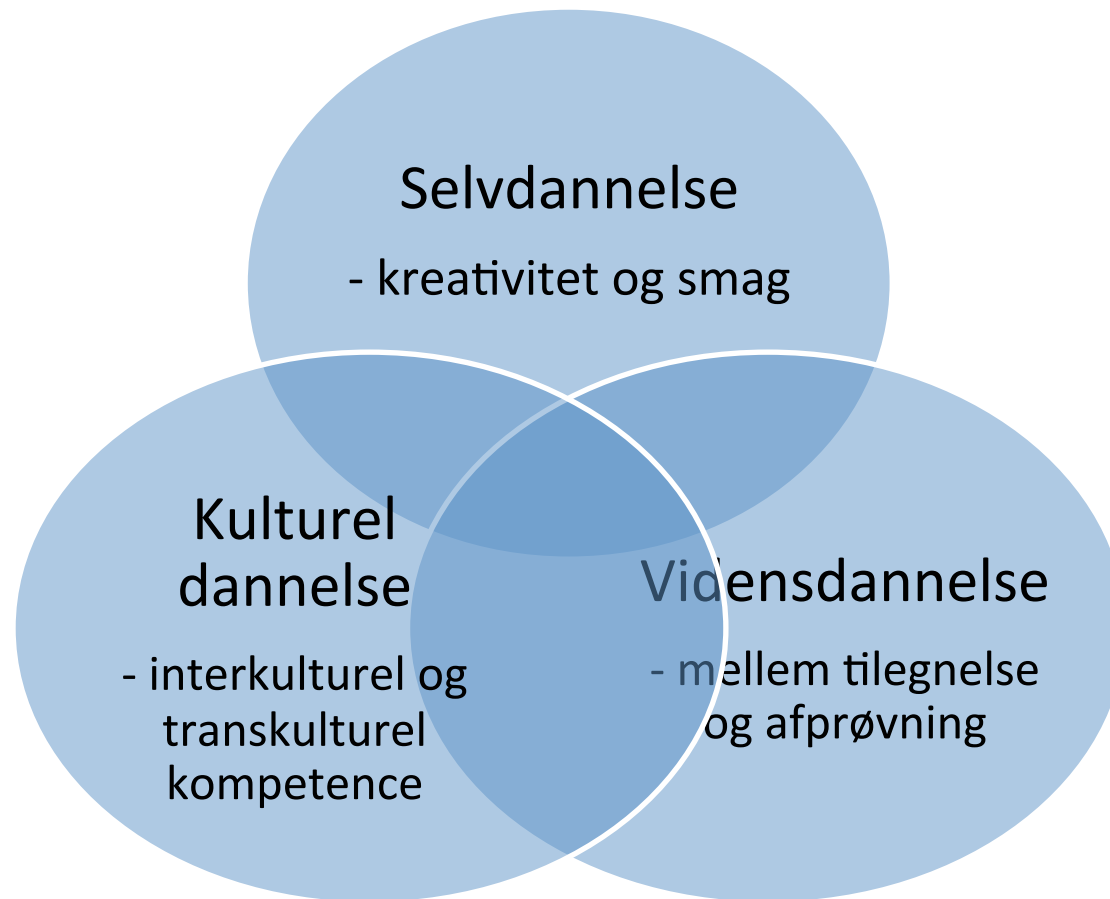 Selvdannelse
- kreativitet og smag
Kulturel
dannelse
- interkulturel og
transkulturel
kompetence
Vidensdannelse
- mellem tilegnelse
og afprøvning